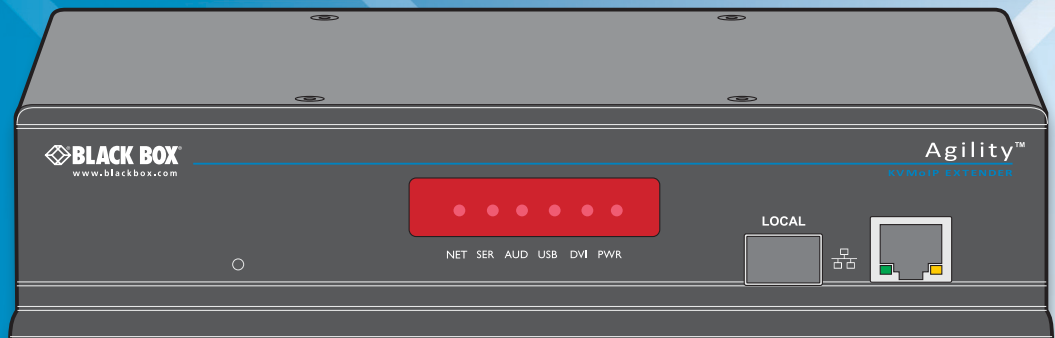 BLACK BOX®
www.blackbox.com
Agility™
KVMoIP EXTENDER
NET SER AUD USB DVI PWR
LOCAL